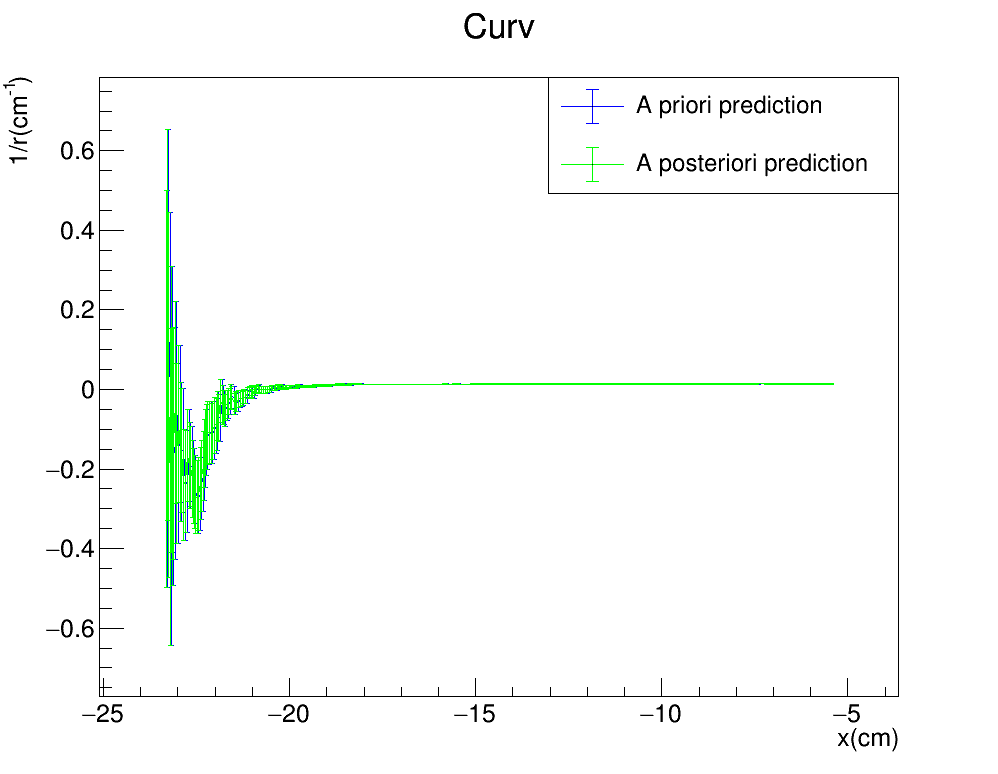 Curv
1/r(cm⁻¹)
A priori prediction
A posteriori prediction
0.6
0.4
0.2
0
−0.2
−0.4
−0.6
−25 −20 −15 −10 −5
x(cm)